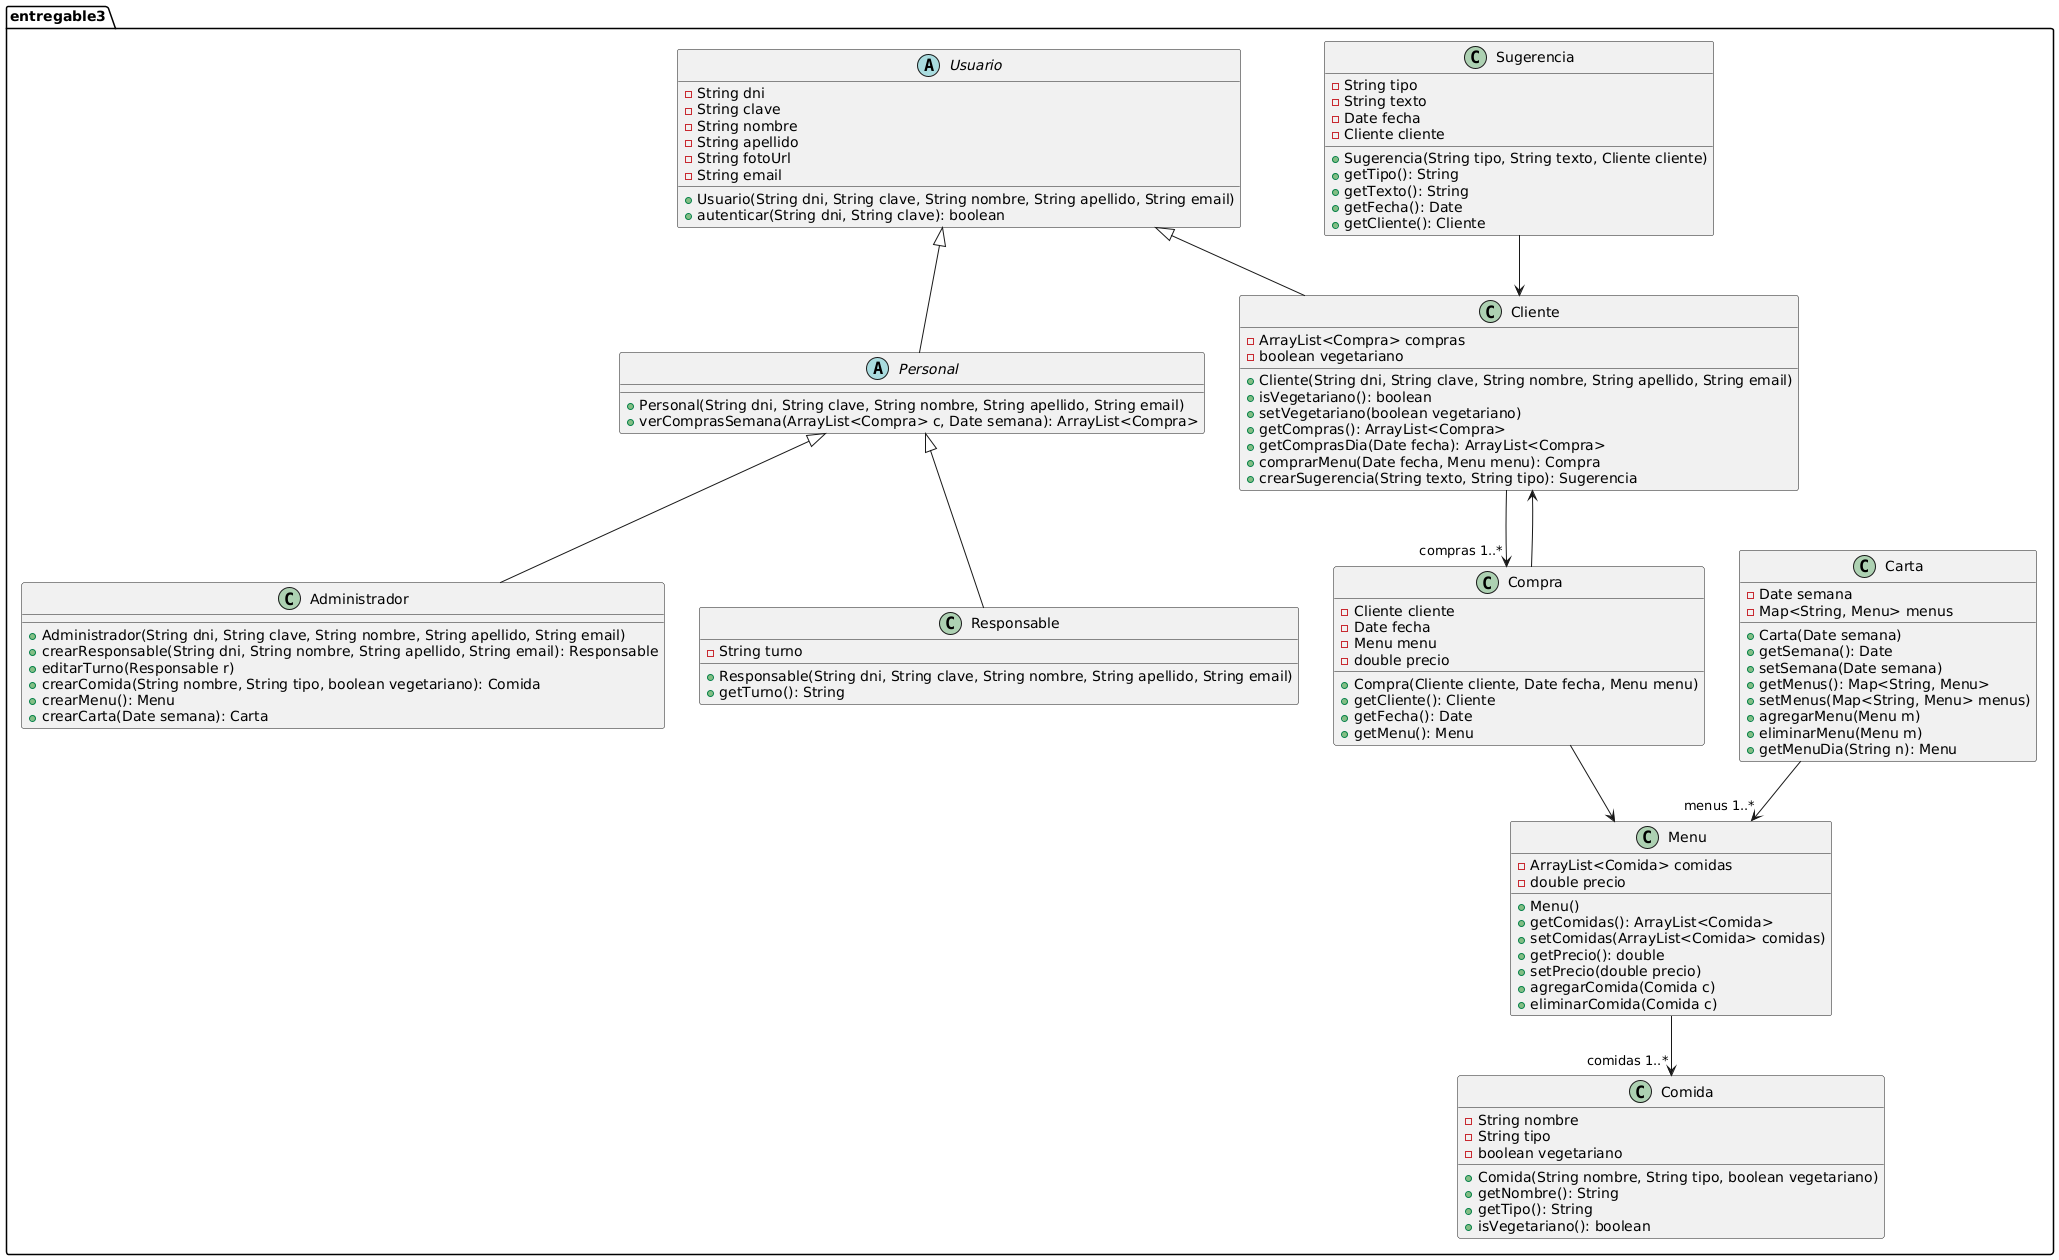 entregable3
A Usuario
String dni
String clave
String nombre
String apellido
String fotoUrl
String email
Usuario(String dni, String clave, String nombre, String apellido, String email)
autenticar(String dni, String clave): boolean
C Sugerencia
String tipo
String texto
Date fecha
Cliente cliente
Sugerencia(String tipo, String texto, Cliente cliente)
getTipo(): String
getTexto(): String
getFecha(): Date
getCliente(): Cliente
A Personal
Personal(String dni, String clave, String nombre, String apellido, String email)
verComprasSemana(ArrayList<Compra> c, Date semana): ArrayList<Compra>
C Cliente
ArrayList<Compra> compras
boolean vegetariano
Cliente(String dni, String clave, String nombre, String apellido, String email)
isVegetariano(): boolean
setVegetariano(boolean vegetariano)
getCompras(): ArrayList<Compra>
getComprasDia(Date fecha): ArrayList<Compra>
comprarMenu(Date fecha, Menu menu): Compra
crearSugerencia(String texto, String tipo): Sugerencia
compras 1..*
C Administrador
Administrador(String dni, String clave, String nombre, String apellido, String email)
crearResponsable(String dni, String nombre, String apellido, String email): Responsable
editarTurno(Responsable r)
crearComida(String nombre, String tipo, boolean vegetariano): Comida
crearMenu(): Menu
crearCarta(Date semana): Carta
C Responsable
String turno
Responsable(String dni, String clave, String nombre, String apellido, String email)
getTurno(): String
C Compra
Cliente cliente
Date fecha
Menu menu
double precio
Compra(Cliente cliente, Date fecha, Menu menu)
getCliente(): Cliente
getFecha(): Date
getMenu(): Menu
C Carta
Date semana
Map<String, Menu> menus
Carta(Date semana)
getSemana(): Date
setSemana(Date semana)
getMenus(): Map<String, Menu>
setMenus(Map<String, Menu> menus)
agregarMenu(Menu m)
eliminarMenu(Menu m)
getMenuDia(String n): Menu
menus 1..*
C Menu
ArrayList<Comida> comidas
double precio
Menu()
getComidas(): ArrayList<Comida>
setComidas(ArrayList<Comida> comidas)
getPrecio(): double
setPrecio(double precio)
agregarComida(Comida c)
eliminarComida(Comida c)
comidas 1..*
C Comida
String nombre
String tipo
boolean vegetariano
Comida(String nombre, String tipo, boolean vegetariano)
getNombre(): String
getTipo(): String
isVegetariano(): boolean